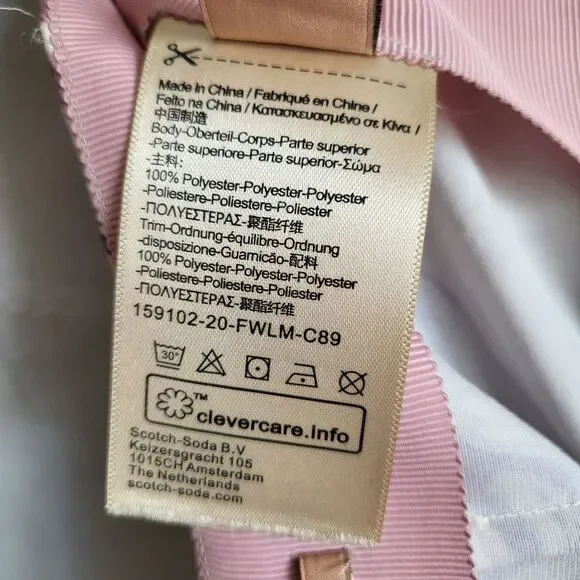 Made in China / Fabriqué en Chine /
Feito na China / Κατασκευασμένο σε Κίνα /
中国制造
Body-Oberteil-Corps-Parte superior
-Parte superiore-Parte superior-Σώμα
-主料:
100% Polyester-Polyester-Polyester
-Poliestere-Poliestere-Poliester
-ΠΟΛΥΕΣΤΕΡΑΣ-聚酯纤维
Trim-Ordnung-équilibre-Ordnung
-disposizione-Guarnicão-配料
100% Polyester-Polyester-Polyester
-Poliestere-Poliestere-Poliester
-ΠΟΛΥΕΣΤΕΡΑΣ-聚酯纤维
159102-20-FWLM-C89
30°
TM
clevercare.info
Scotch-Soda B.V
Keizersgracht 105
1015CH Amsterdam
The Netherlands
scotch-soda.com